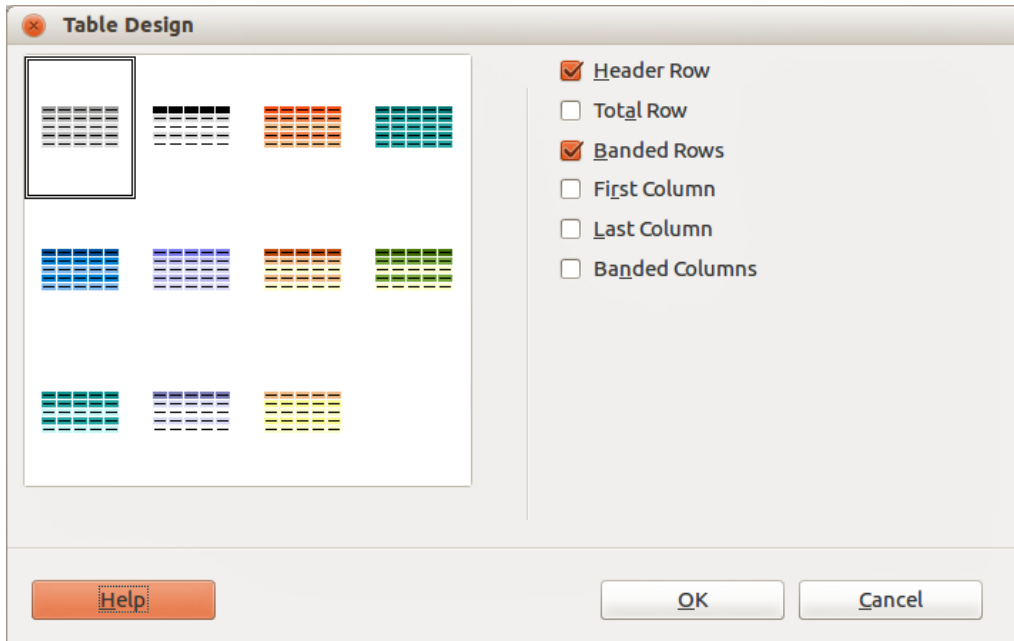 Table Design
Header Row
Total Row
Banded Rows
First Column
Last Column
Banded Columns
Help
OK
Cancel